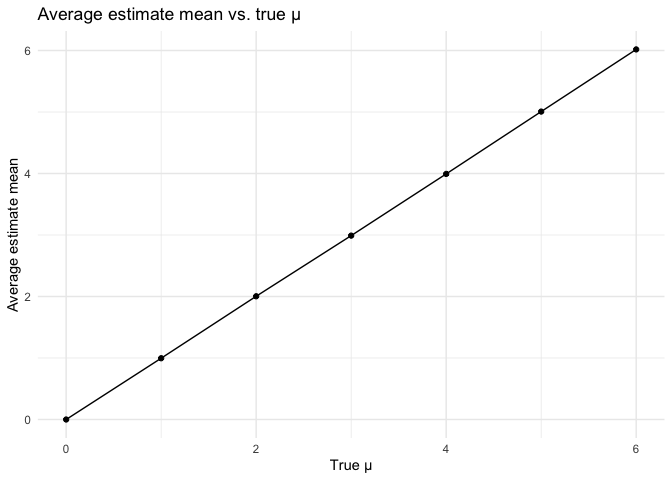 Average estimate mean vs. true μ
6
4
2
0
Average estimate mean
0 2 4 6
True μ